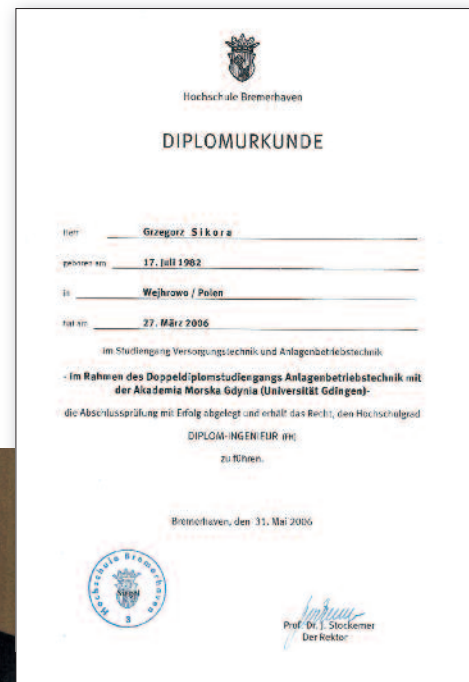 Hochschule Bremerhaven
DIPLOMURKUNDE
Herr Grzegorz Sikora
geboren am 17. Juli 1982
in Wejhrowo / Polen
hat am 27. März 2006
im Studiengang Versorgungstechnik und Anlagenbetriebstechnik
- Im Rahmen des Doppeldiplomstudiengangs Anlagenbetriebstechnik mit
der Akademia Morska Gdynia (Universität Gdingen)-
die Abschlussprüfung mit Erfolg abgelegt und erhält das Recht, den Hochschulgrad
DIPLOM-INGENIEUR (FH)
zu führen.
Bremerhaven, den 31. Mai 2006
Hochschule Bremerhaven
Siegel
3
Prof. Dr. J. Stockemer
Der Rektor